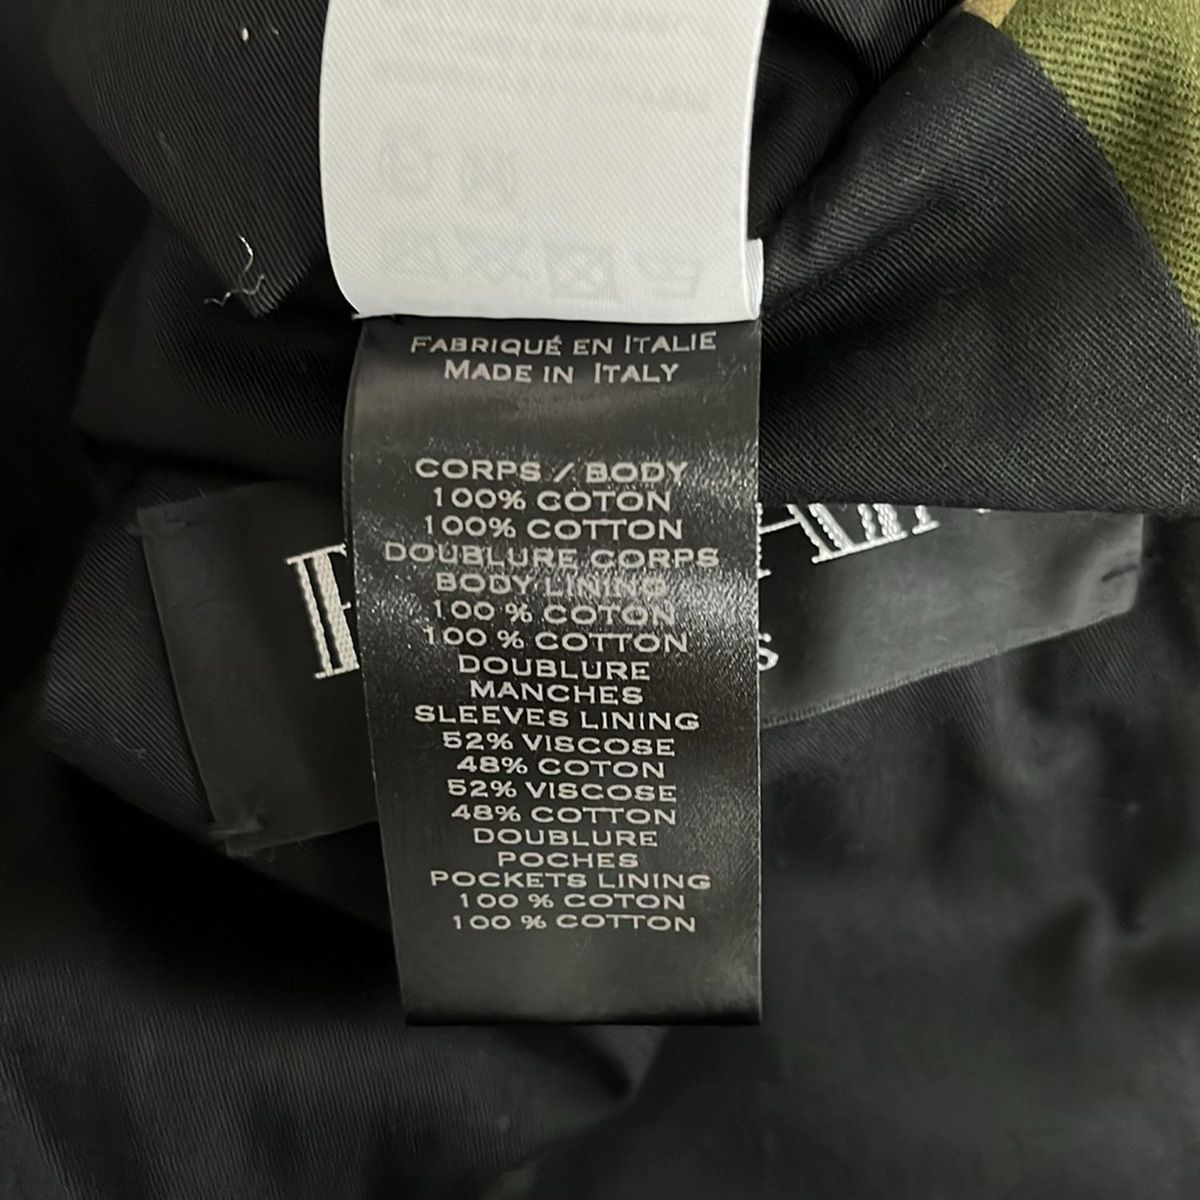 FABRIQUÉ EN ITALIE
MADE IN ITALY
CORPS / BODY
100% COTON
100% COTTON
DOUBLURE CORPS
BODY LINING
100 % COTON
100 % COTTON
DOUBLURE
MANCHES
SLEEVES LINING
52% VISCOSE
48% COTON
52% VISCOSE
48% COTTON
DOUBLURE
POCHES
POCKETS LINING
100 % COTON
100 % COTTON